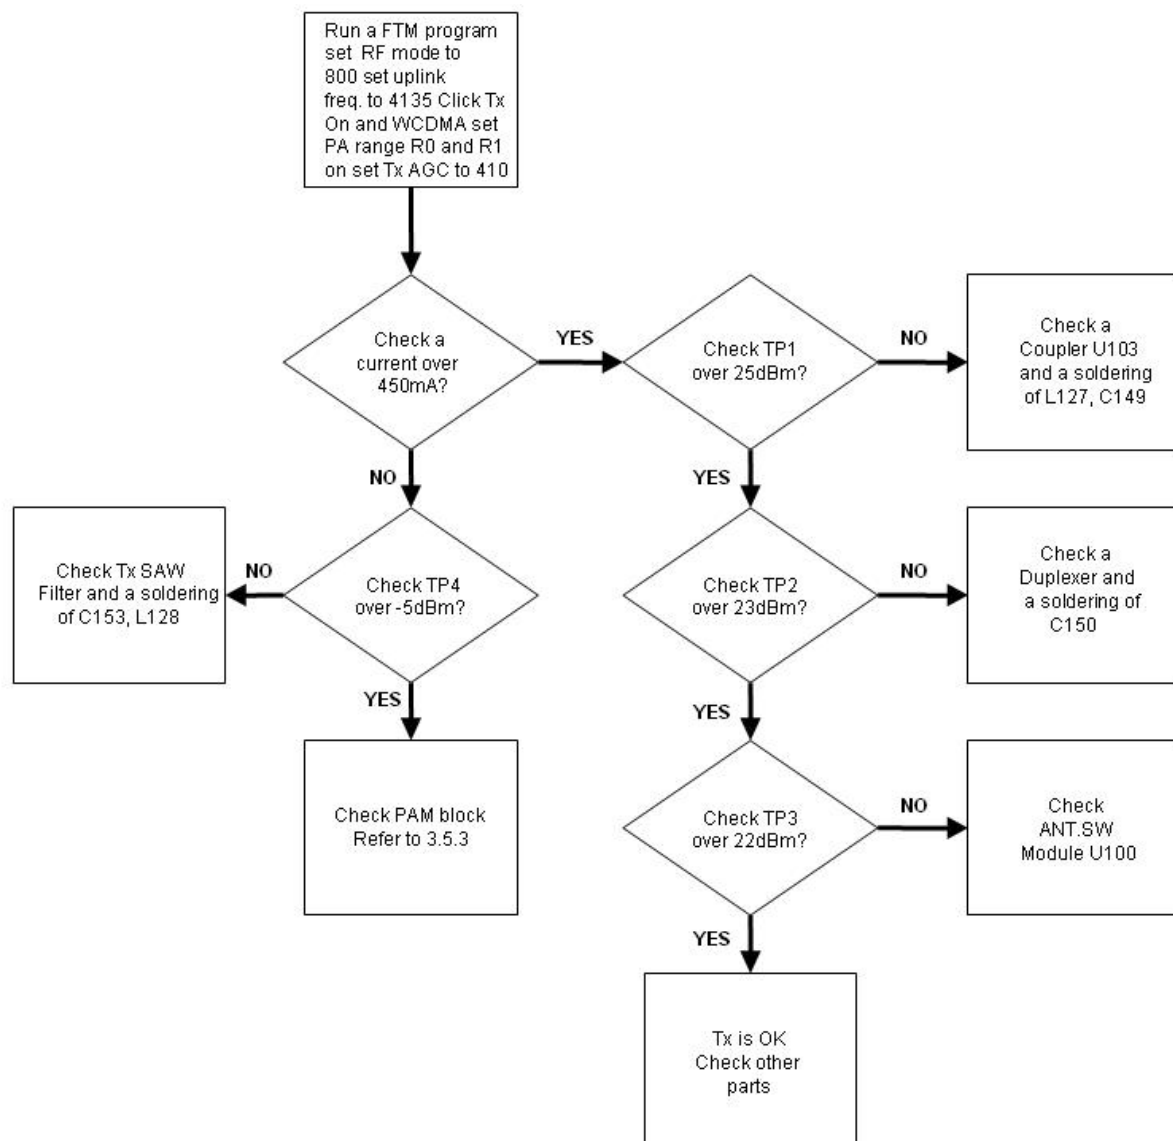 Run a FTM program
set RF mode to
800 set uplink
freq. to 4135 Click Tx
On and WCDMA set
PA range R0 and R1
on set Tx AGC to 410
Check a
current over
450mA?
YES
Check TP1
over 25dBm?
NO
Check a
Coupler U103
and a soldering
of L127, C149
NO
YES
Check Tx SAW
Filter and a soldering
of C153, L128
NO
Check TP4
over -5dBm?
Check TP2
over 23dBm?
NO
Check a
Duplexer and
a soldering of
C150
YES
YES
Check PAM block
Refer to 3.5.3
Check TP3
over 22dBm?
NO
Check
ANT.SW
Module U100
YES
Tx is OK
Check other
parts